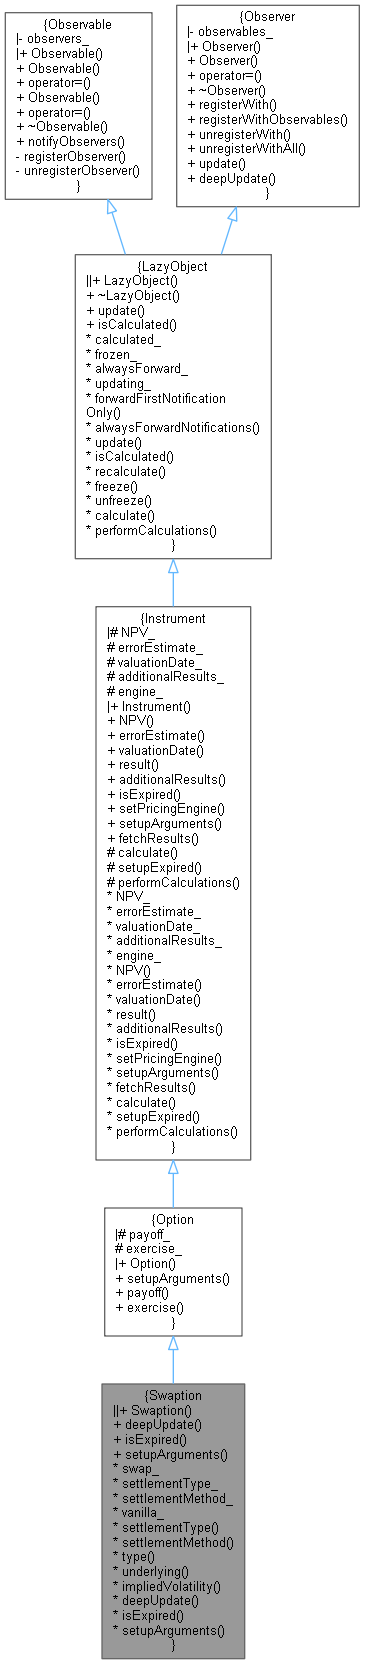 {Observable
|- observers_
|+ Observable()
+ Observable()
+ operator=()
+ Observable()
+ operator=()
+ ~Observable()
+ notifyObservers()
- registerObserver()
- unregisterObserver()
}
{Observer
|- observables_
|+ Observer()
+ Observer()
+ operator=()
+ ~Observer()
+ registerWith()
+ registerWithObservables()
+ unregisterWith()
+ unregisterWithAll()
+ update()
+ deepUpdate()
}
{LazyObject
||+ LazyObject()
+ ~LazyObject()
+ update()
+ isCalculated()
* calculated_
* frozen_
* alwaysForward_
* updating_
* forwardFirstNotification
Only()
* alwaysForwardNotifications()
* update()
* isCalculated()
* recalculate()
* freeze()
* unfreeze()
* calculate()
* performCalculations()
}
{Instrument
|# NPV_
# errorEstimate_
# valuationDate_
# additionalResults_
# engine_
|+ Instrument()
+ NPV()
+ errorEstimate()
+ valuationDate()
+ result()
+ additionalResults()
+ isExpired()
+ setPricingEngine()
+ setupArguments()
+ fetchResults()
# calculate()
# setupExpired()
# performCalculations()
* NPV_
* errorEstimate_
* valuationDate_
* additionalResults_
* engine_
* NPV()
* errorEstimate()
* valuationDate()
* result()
* additionalResults()
* isExpired()
* setPricingEngine()
* setupArguments()
* fetchResults()
* calculate()
* setupExpired()
* performCalculations()
}
{Option
|# payoff_
# exercise_
|+ Option()
+ setupArguments()
+ payoff()
+ exercise()
}
{Swaption
||+ Swaption()
+ deepUpdate()
+ isExpired()
+ setupArguments()
* swap_
* settlementType_
* settlementMethod_
* vanilla_
* settlementType()
* settlementMethod()
* type()
* underlying()
* impliedVolatility()
* deepUpdate()
* isExpired()
* setupArguments()
}